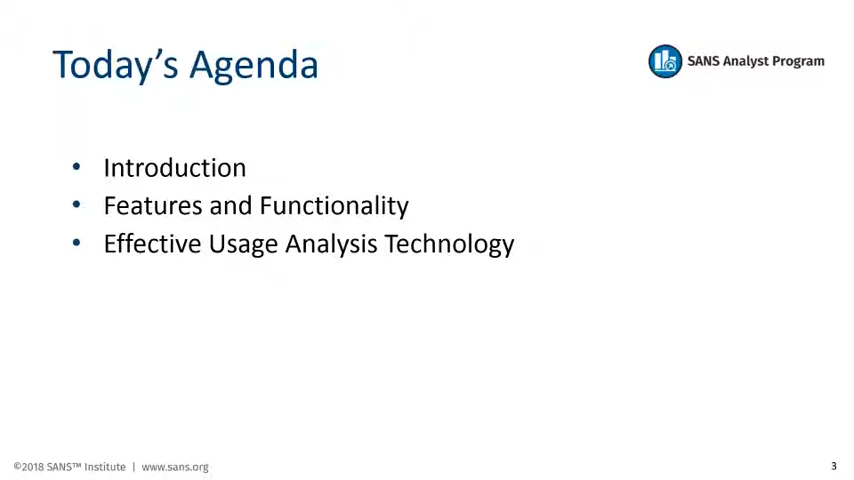 Today's Agenda
SANS Analyst Program
• Introduction
• Features and Functionality
• Effective Usage Analysis Technology
©2018 SANS™ Institute | www.sans.org
3